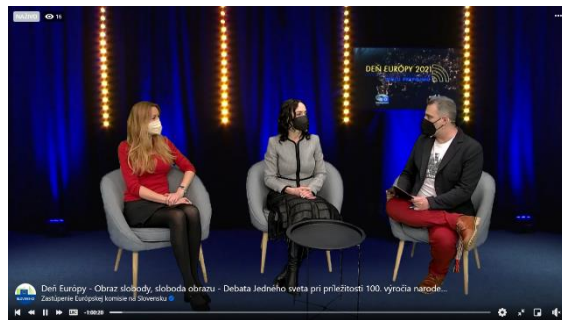 NAŽIVO 16
DEŇ EURÓPY 2021
Deň Európy - Obraz slobody, sloboda obrazu - Debata Jedného sveta pri príležitosti 100. výročia narode...
Zastúpenie Európskej komisie na Slovensku
-1:00:20